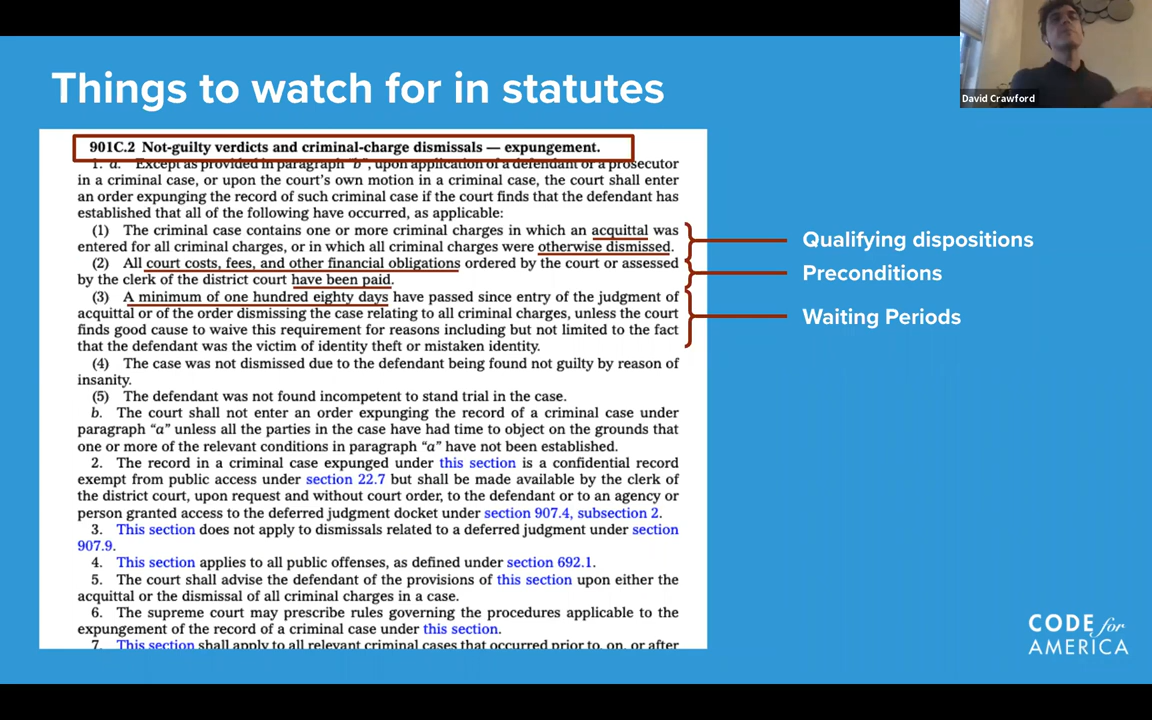 David Crawford
Things to watch for in statutes
901C.2 Not-guilty verdicts and criminal-charge dismissals — expungement.
1. a. Except as provided in paragraph “b”, upon application of a defendant or a prosecutor
in a criminal case, or upon the court’s own motion in a criminal case, the court shall enter
an order expunging the record of such criminal case if the court finds that the defendant has
established that all of the following have occurred, as applicable:
(1) The criminal case contains one or more criminal charges in which an acquittal was
entered for all criminal charges, or in which all criminal charges were otherwise dismissed.
(2) All court costs, fees, and other financial obligations ordered by the court or assessed
by the clerk of the district court have been paid.
(3) A minimum of one hundred eighty days have passed since entry of the judgment of
acquittal or of the order dismissing the case relating to all criminal charges, unless the court
finds good cause to waive this requirement for reasons including but not limited to the fact
that the defendant was the victim of identity theft or mistaken identity.
(4) The case was not dismissed due to the defendant being found not guilty by reason of
insanity.
(5) The defendant was not found incompetent to stand trial in the case.
b. The court shall not enter an order expunging the record of a criminal case under
paragraph “a” unless all the parties in the case have had time to object on the grounds that
one or more of the relevant conditions in paragraph “a” have not been established.
2. The record in a criminal case expunged under this section is a confidential record
exempt from public access under section 22.7 but shall be made available by the clerk of
the district court, upon request and without court order, to the defendant or to an agency or
person granted access to the deferred judgment docket under section 907.4, subsection 2.
3. This section does not apply to dismissals related to a deferred judgment under section
907.9.
4. This section applies to all public offenses, as defined under section 692.1.
5. The court shall advise the defendant of the provisions of this section upon either the
acquittal or the dismissal of all criminal charges in a case.
6. The supreme court may prescribe rules governing the procedures applicable to the
expungement of the record of a criminal case under this section.
7. This section shall apply to all relevant criminal cases that occurred prior to, on, or after
Qualifying dispositions
Preconditions
Waiting Periods
CODE for
AMERICA